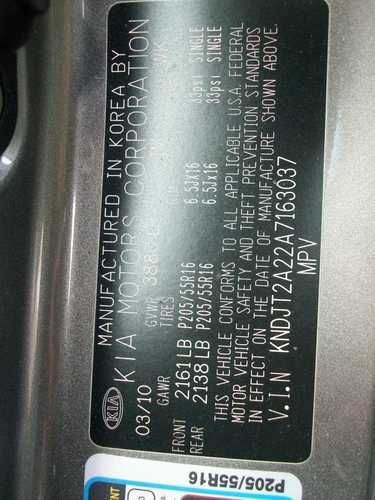 MANUFACTURED IN KOREA BY
KIA KIA MOTORS CORPORATION
03/10 GVWR
GAWR TIRES
FRONT 2161LB P205/55R16 6.5Jx16 33psi SINGLE
REAR 2138LB P205/55R16 6.5Jx16 33psi SINGLE
THIS VEHICLE CONFORMS TO ALL APPLICABLE U.S.A. FEDERAL
MOTOR VEHICLE SAFETY AND THEFT PREVENTION STANDARDS
IN EFFECT ON THE DATE OF MANUFACTURE SHOWN ABOVE.
V.I.N KNDJT2A22A7163037
MPV
P205/55R16